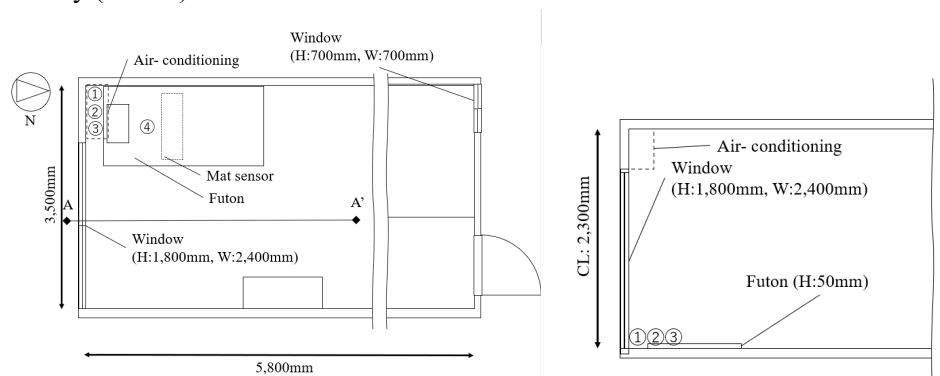 Window
(H:700mm, W:700mm)
Air- conditioning
N
①
②
③
④
Mat sensor
Futon
3,500mm
A
A’
Window
(H:1,800mm, W:2,400mm)
5,800mm
Air- conditioning
Window
(H:1,800mm, W:2,400mm)
CL: 2,300mm
Futon (H:50mm)
①②③